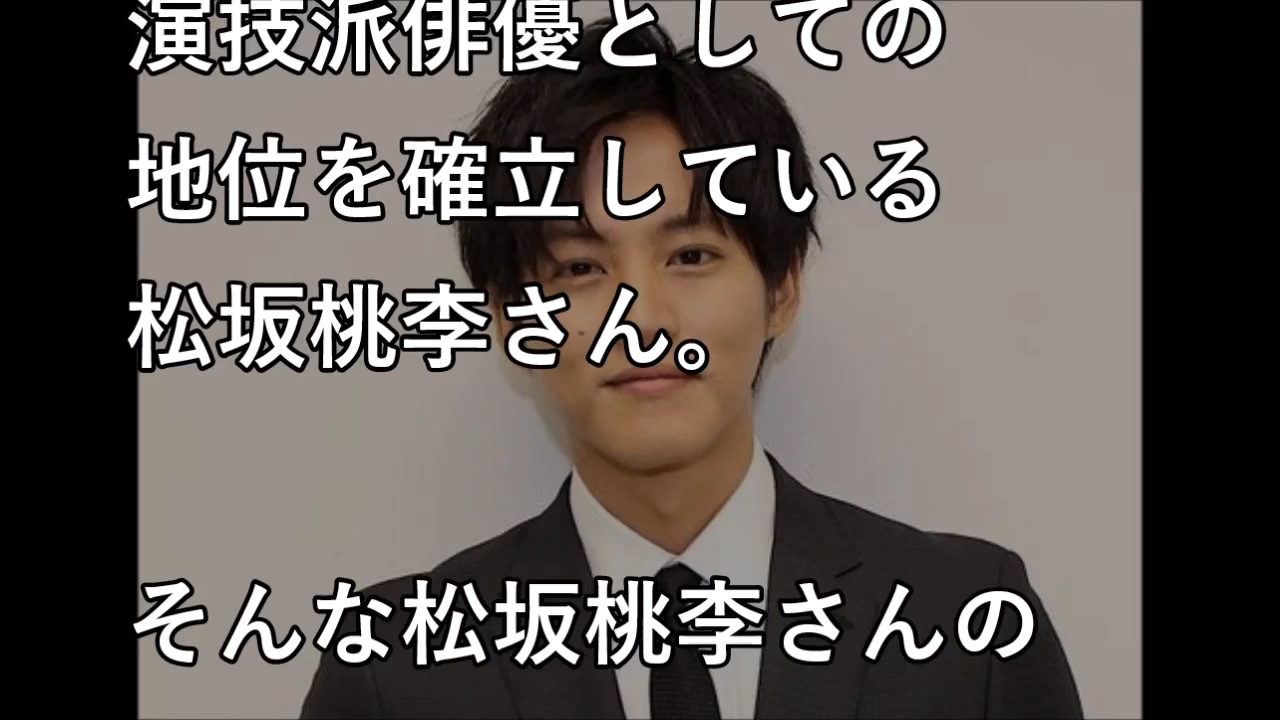 演技派俳優としての
地位を確立している
松坂桃李さん。
そんな松坂桃李さんの